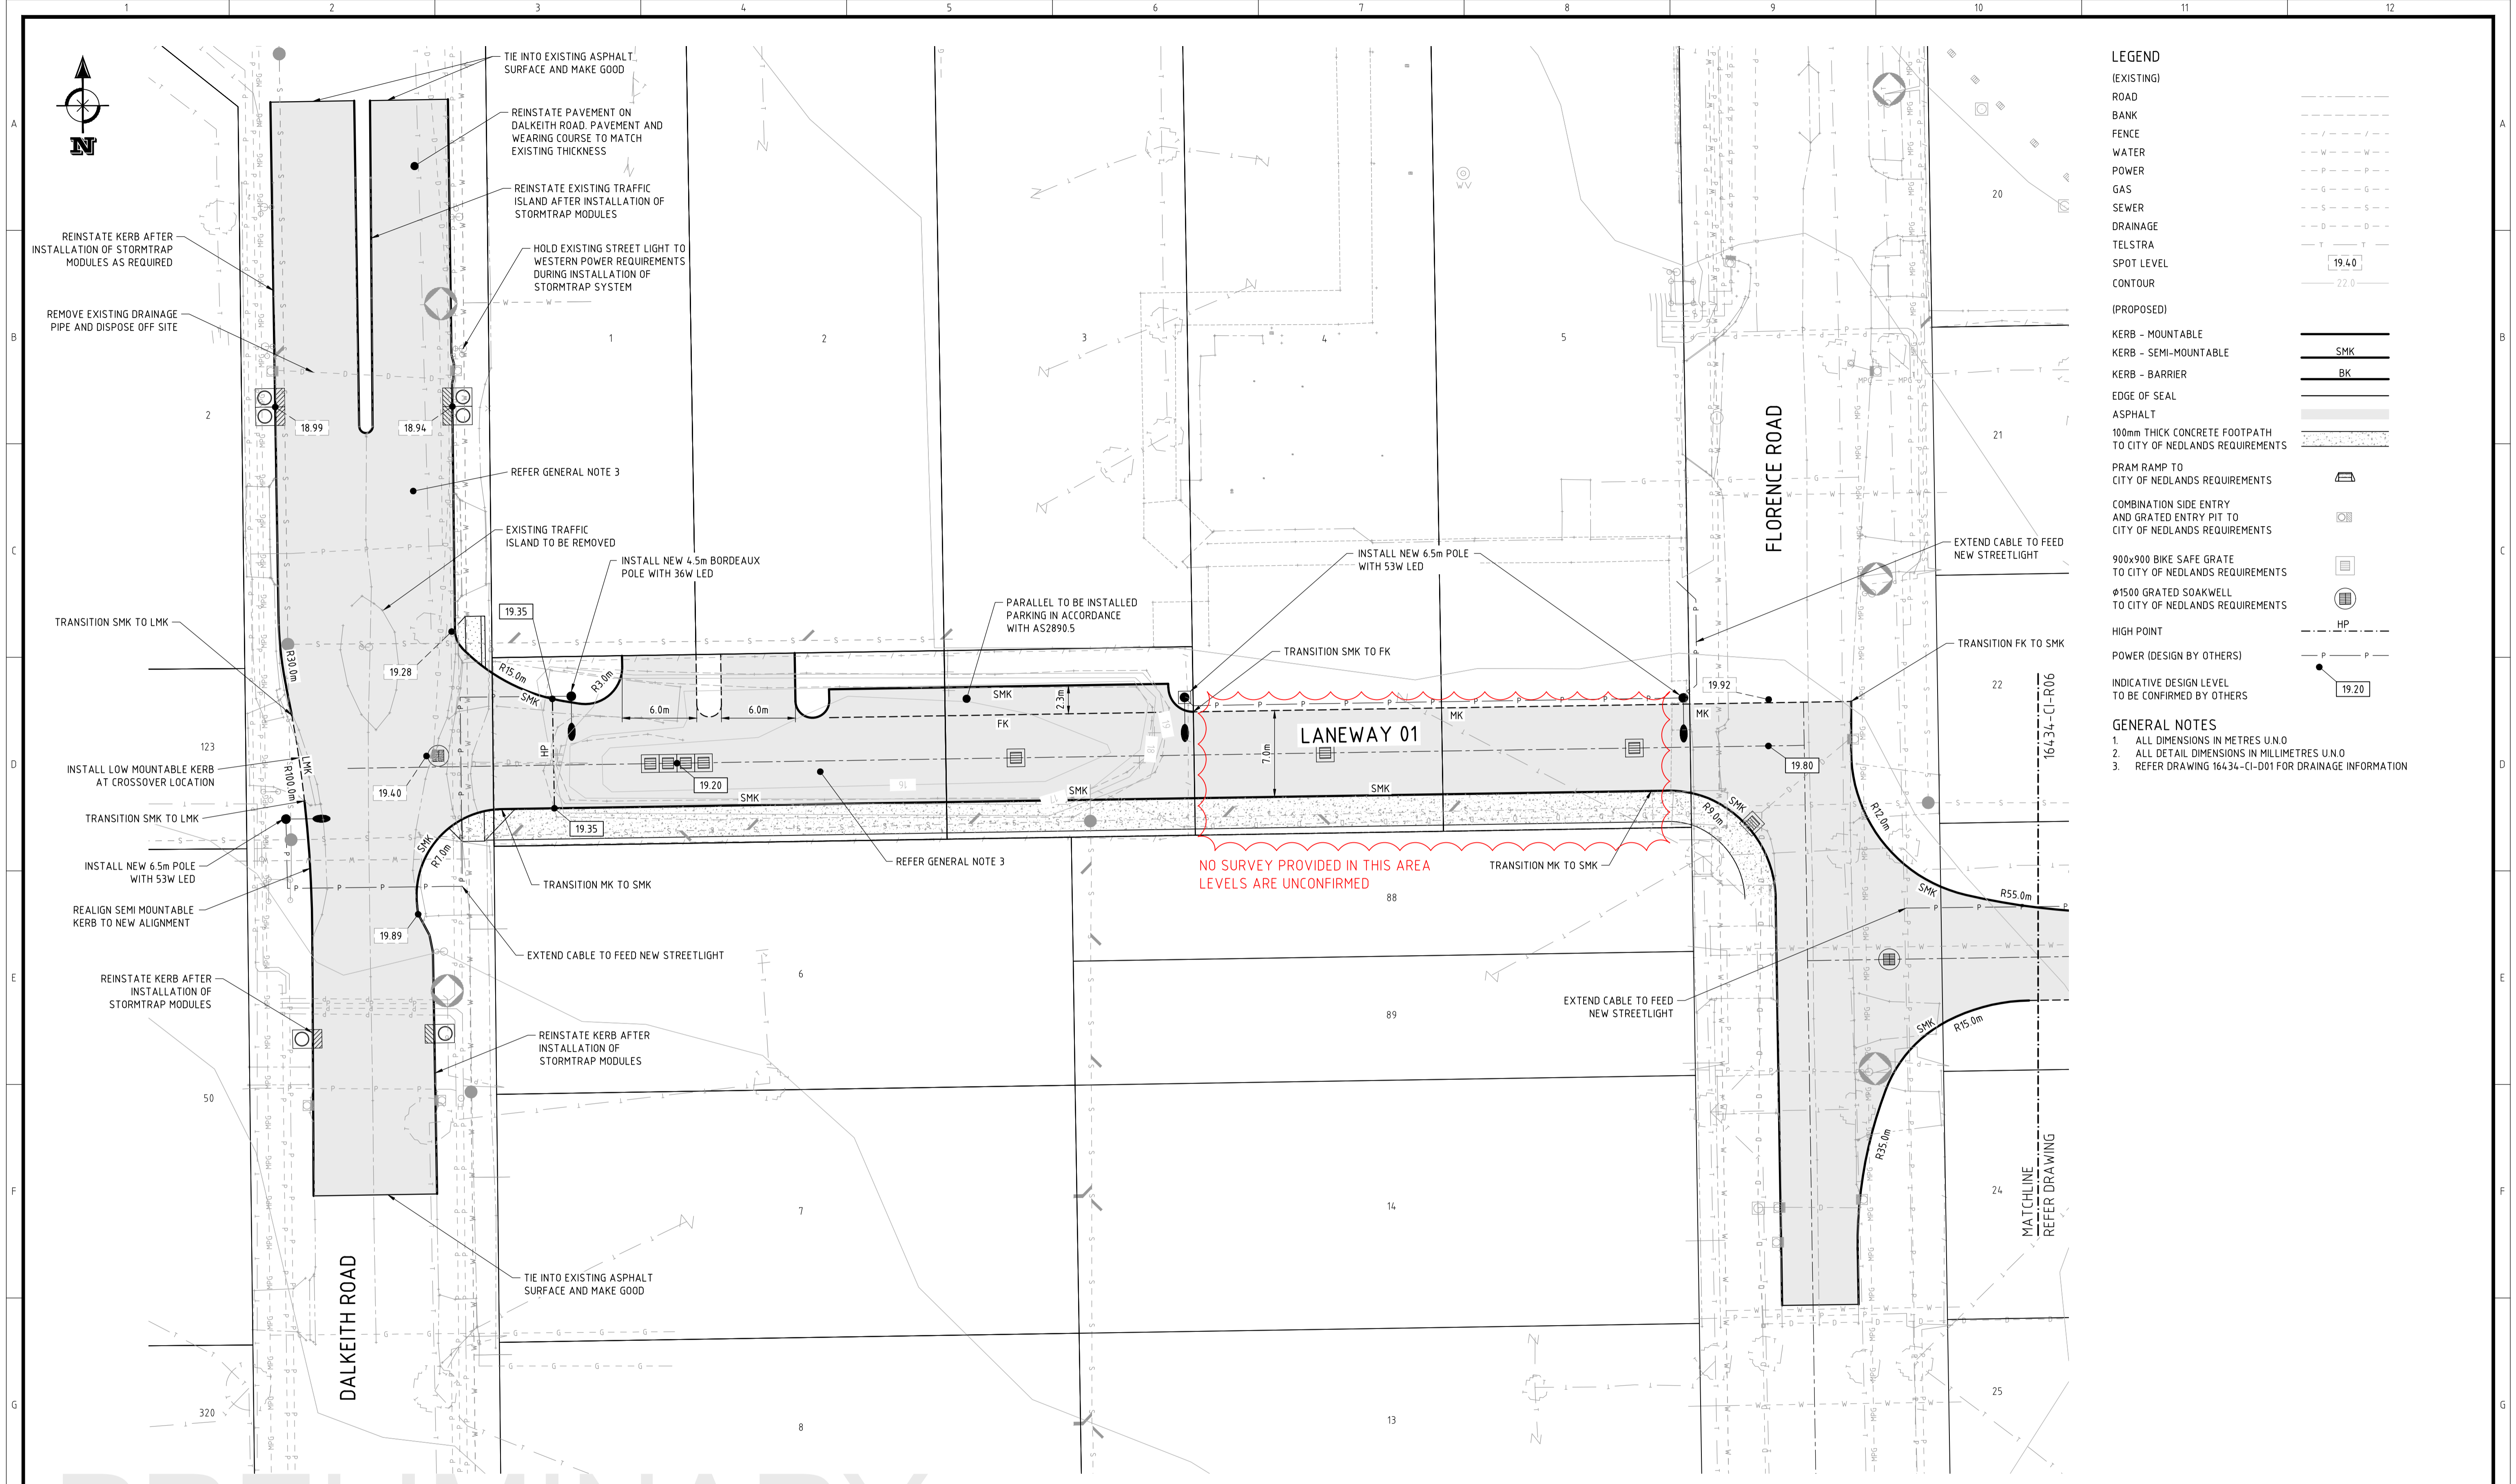 1 2 3 4 5 6 7 8 9 10 11 12
A
B
C
D
E
F
G
N
TIE INTO EXISTING ASPHALT
SURFACE AND MAKE GOOD
REINSTATE PAVEMENT ON
DALKEITH ROAD. PAVEMENT AND
WEARING COURSE TO MATCH
EXISTING THICKNESS
REINSTATE EXISTING TRAFFIC
ISLAND AFTER INSTALLATION OF
STORMTRAP MODULES
REINSTATE KERB AFTER
INSTALLATION OF STORMTRAP
MODULES AS REQUIRED
HOLD EXISTING STREET LIGHT TO
WESTERN POWER REQUIREMENTS
DURING INSTALLATION OF
STORMTRAP SYSTEM
REMOVE EXISTING DRAINAGE
PIPE AND DISPOSE OFF SITE
1
2
3
4
5
2
18.99
18.94
REFER GENERAL NOTE 3
EXISTING TRAFFIC
ISLAND TO BE REMOVED
INSTALL NEW 4.5m BORDEAUX
POLE WITH 36W LED
INSTALL NEW 6.5m POLE
WITH 53W LED
PARALLEL TO BE INSTALLED
PARKING IN ACCORDANCE
WITH AS2890.5
TRANSITION SMK TO FK
TRANSITION SMK TO LMK
19.35
19.28
R30.0m
R15.0m
SMK
R3.0m
6.0m
6.0m
SMK
2.3m
FK
HP
7.0m
LANEWAY 01
MK
MK
19.92
19.80
19.20
19.40
19.35
123
INSTALL LOW MOUNTABLE KERB
AT CROSSOVER LOCATION
TRANSITION SMK TO LMK
LMK
R100.0m
INSTALL NEW 6.5m POLE
WITH 53W LED
REALIGN SEMI MOUNTABLE
KERB TO NEW ALIGNMENT
SMK
R7.0m
SMK
SMK
SMK
TRANSITION MK TO SMK
REFER GENERAL NOTE 3
NO SURVEY PROVIDED IN THIS AREA
LEVELS ARE UNCONFIRMED
TRANSITION MK TO SMK
SMK
R9.0m
19.89
EXTEND CABLE TO FEED NEW STREETLIGHT
REINSTATE KERB AFTER
INSTALLATION OF
STORMTRAP MODULES
REINSTATE KERB AFTER
INSTALLATION OF
STORMTRAP MODULES
TIE INTO EXISTING ASPHALT
SURFACE AND MAKE GOOD
DALKEITH ROAD
50
320
6
7
8
88
89
14
13
WV
FLORENCE ROAD
20
21
22
24
25
EXTEND CABLE TO FEED
NEW STREETLIGHT
TRANSITION FK TO SMK
R12.0m
SMK
R55.0m
EXTEND CABLE TO FEED
NEW STREETLIGHT
SMK
R15.0m
R35.0m
16434-CI-R06
MATCHLINE
REFER DRAWING
LEGEND
(EXISTING)
ROAD
BANK
FENCE
WATER W W
POWER P P
GAS G G
SEWER S S
DRAINAGE D D
TELSTRA T T
SPOT LEVEL 19.40
CONTOUR 22.0
(PROPOSED)
KERB - MOUNTABLE
KERB - SEMI-MOUNTABLE SMK
KERB - BARRIER BK
EDGE OF SEAL
ASPHALT
100mm THICK CONCRETE FOOTPATH
TO CITY OF NEDLANDS REQUIREMENTS
PRAM RAMP TO
CITY OF NEDLANDS REQUIREMENTS
COMBINATION SIDE ENTRY
AND GRATED ENTRY PIT TO
CITY OF NEDLANDS REQUIREMENTS
900x900 BIKE SAFE GRATE
TO CITY OF NEDLANDS REQUIREMENTS
Ø1500 GRATED SOAKWELL
TO CITY OF NEDLANDS REQUIREMENTS
HIGH POINT HP
POWER (DESIGN BY OTHERS) P P
INDICATIVE DESIGN LEVEL
TO BE CONFIRMED BY OTHERS 19.20
GENERAL NOTES
1. ALL DIMENSIONS IN METRES U.N.O
2. ALL DETAIL DIMENSIONS IN MILLIMETRES U.N.O
3. REFER DRAWING 16434-CI-D01 FOR DRAINAGE INFORMATION
PRELIMINARY